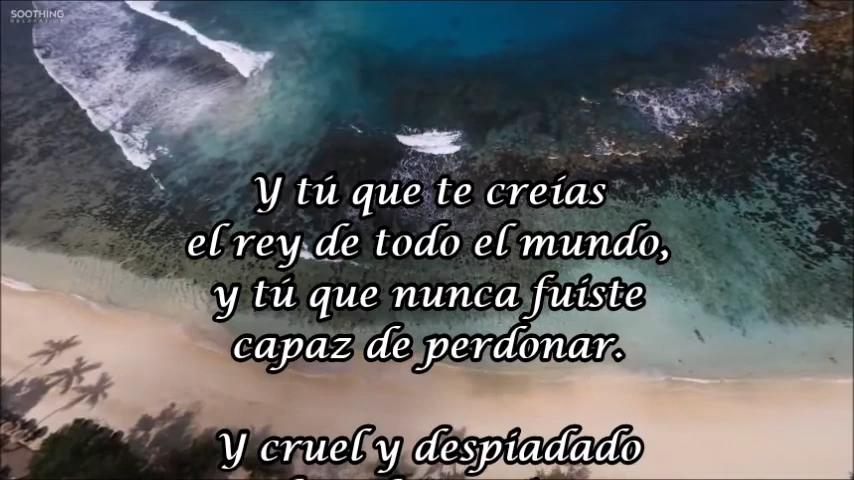 SOOTHING
RELAXATION
Y tú que te creías
el rey de todo el mundo,
y tú que nunca fuiste
capaz de perdonar.
Y cruel y despiadado